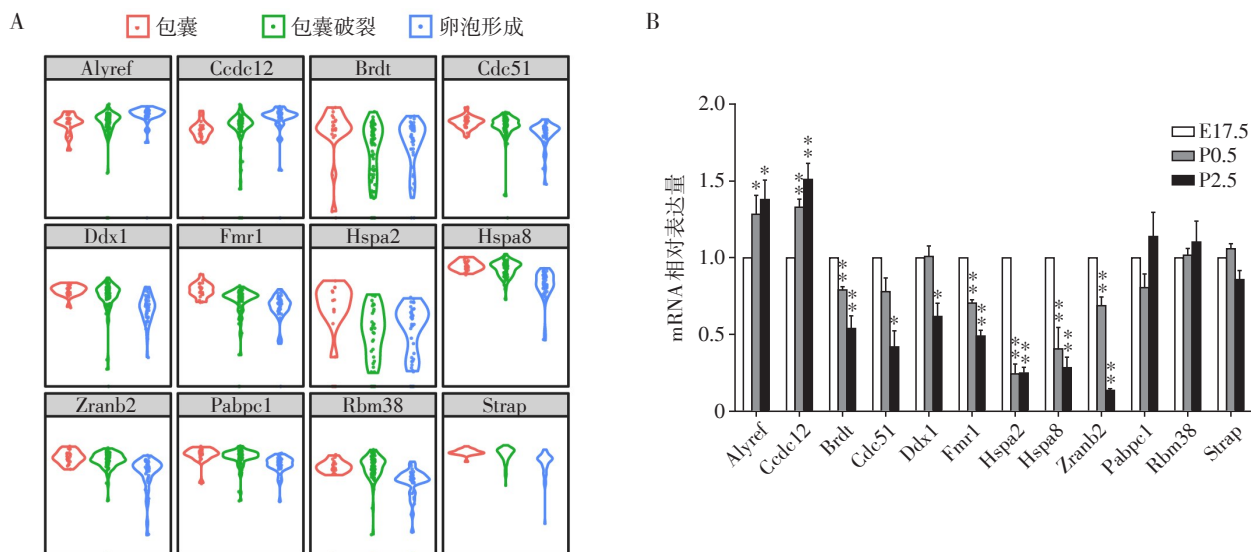 A
包囊 包囊破裂 卵泡形成
Alyref Ccdc12 Brdt Cdc51
Ddx1 Fmr1 Hspa2 Hspa8
Zranb2 Pabpc1 Rbm38 Strap
B
mRNA 相对表达量
2.0
1.5
1.0
0.5
0
E17.5
P0.5
P2.5
* * ** ** ** ** * * ** ** ** ** ** ** ** **
Alyref Ccdc12 Brdt Cdc51 Ddx1 Fmr1 Hspa2 Hspa8 Zranb2 Pabpc1 Rbm38 Strap